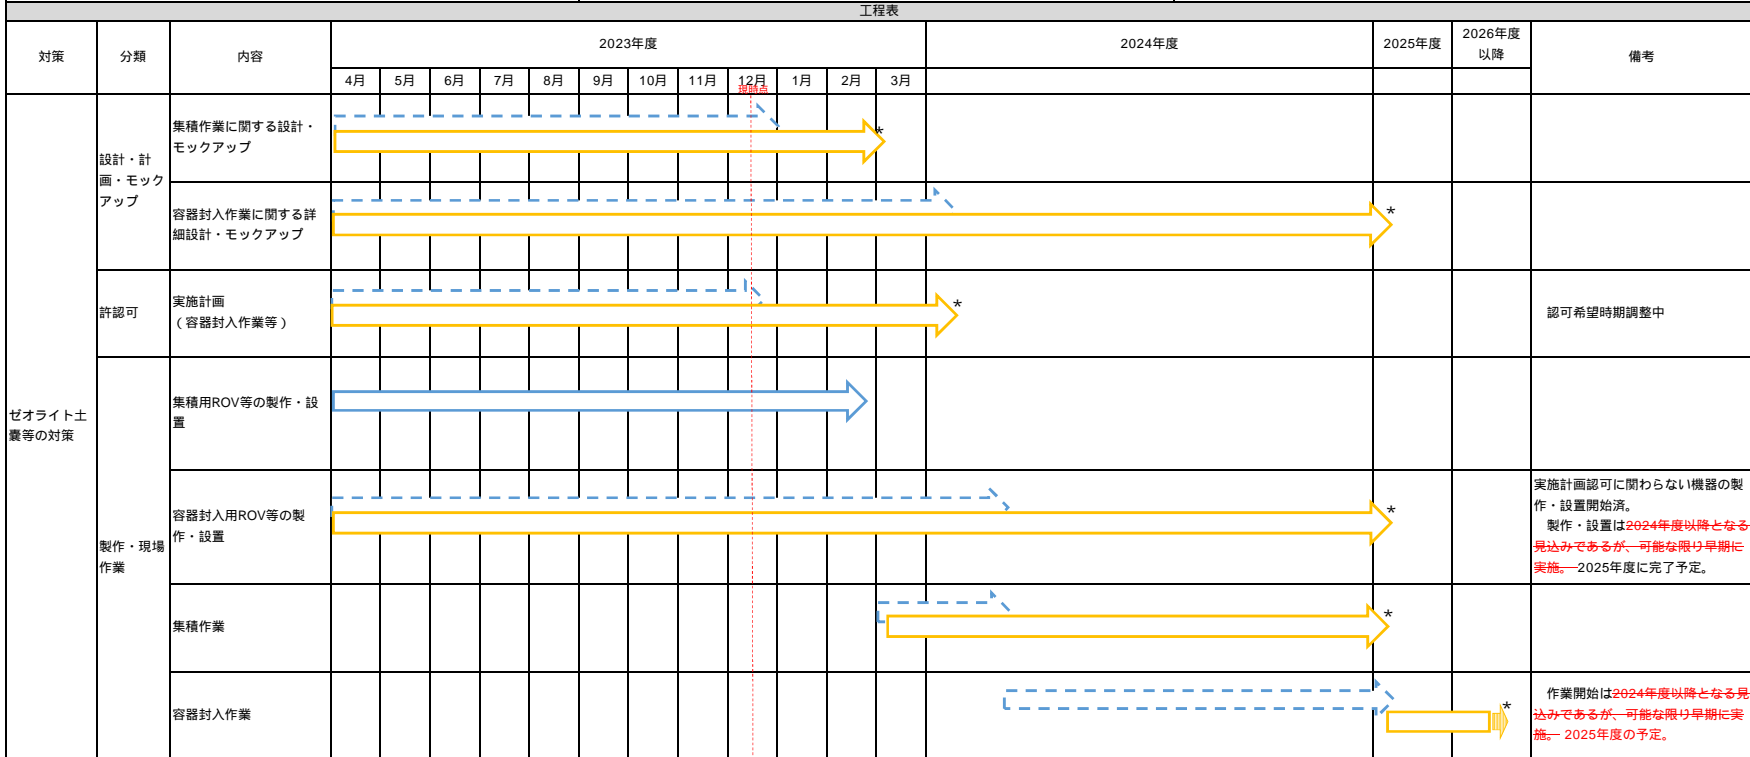 工程表
対策
分類
内容
2023年度
2024年度
2025年度
2026年度
以降
備考
4月
5月
6月
7月
8月
9月
10月
11月
12月
1月
2月
3月
現時点
ゼオライト土
嚢等の対策
設計・計
画・モック
アップ
集積作業に関する設計・
モックアップ
*
容器封入作業に関する詳
細設計・モックアップ
*
許認可
実施計画
（容器封入作業等）
*
認可希望時期調整中
製作・現場
作業
集積用ROV等の製作・設
置
容器封入用ROV等の製
作・設置
*
実施計画認可に関わらない機器の製
作・設置開始済。
製作・設置は2024年度以降となる
見込みであるが、可能な限り早期に
実施。2025年度に完了予定。
集積作業
*
容器封入作業
*
作業開始は2024年度以降となる見
込みであるが、可能な限り早期に実
施。 2025年度の予定。